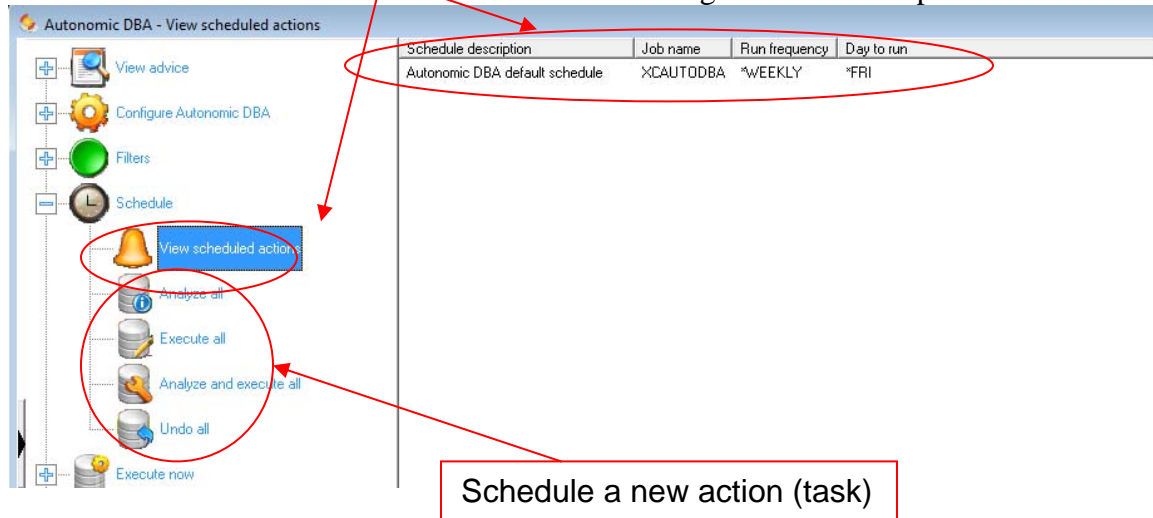 Autonomic DBA - View scheduled actions
Schedule description Job name Run frequency Day to run
Autonomic DBA default schedule XCAUTODBA *WEEKLY *FRI
View advice
Configure Autonomic DBA
Filters
Schedule
View scheduled actions
Analyze all
Execute all
Analyze and execute all
Undo all
Execute now
Schedule a new action (task)